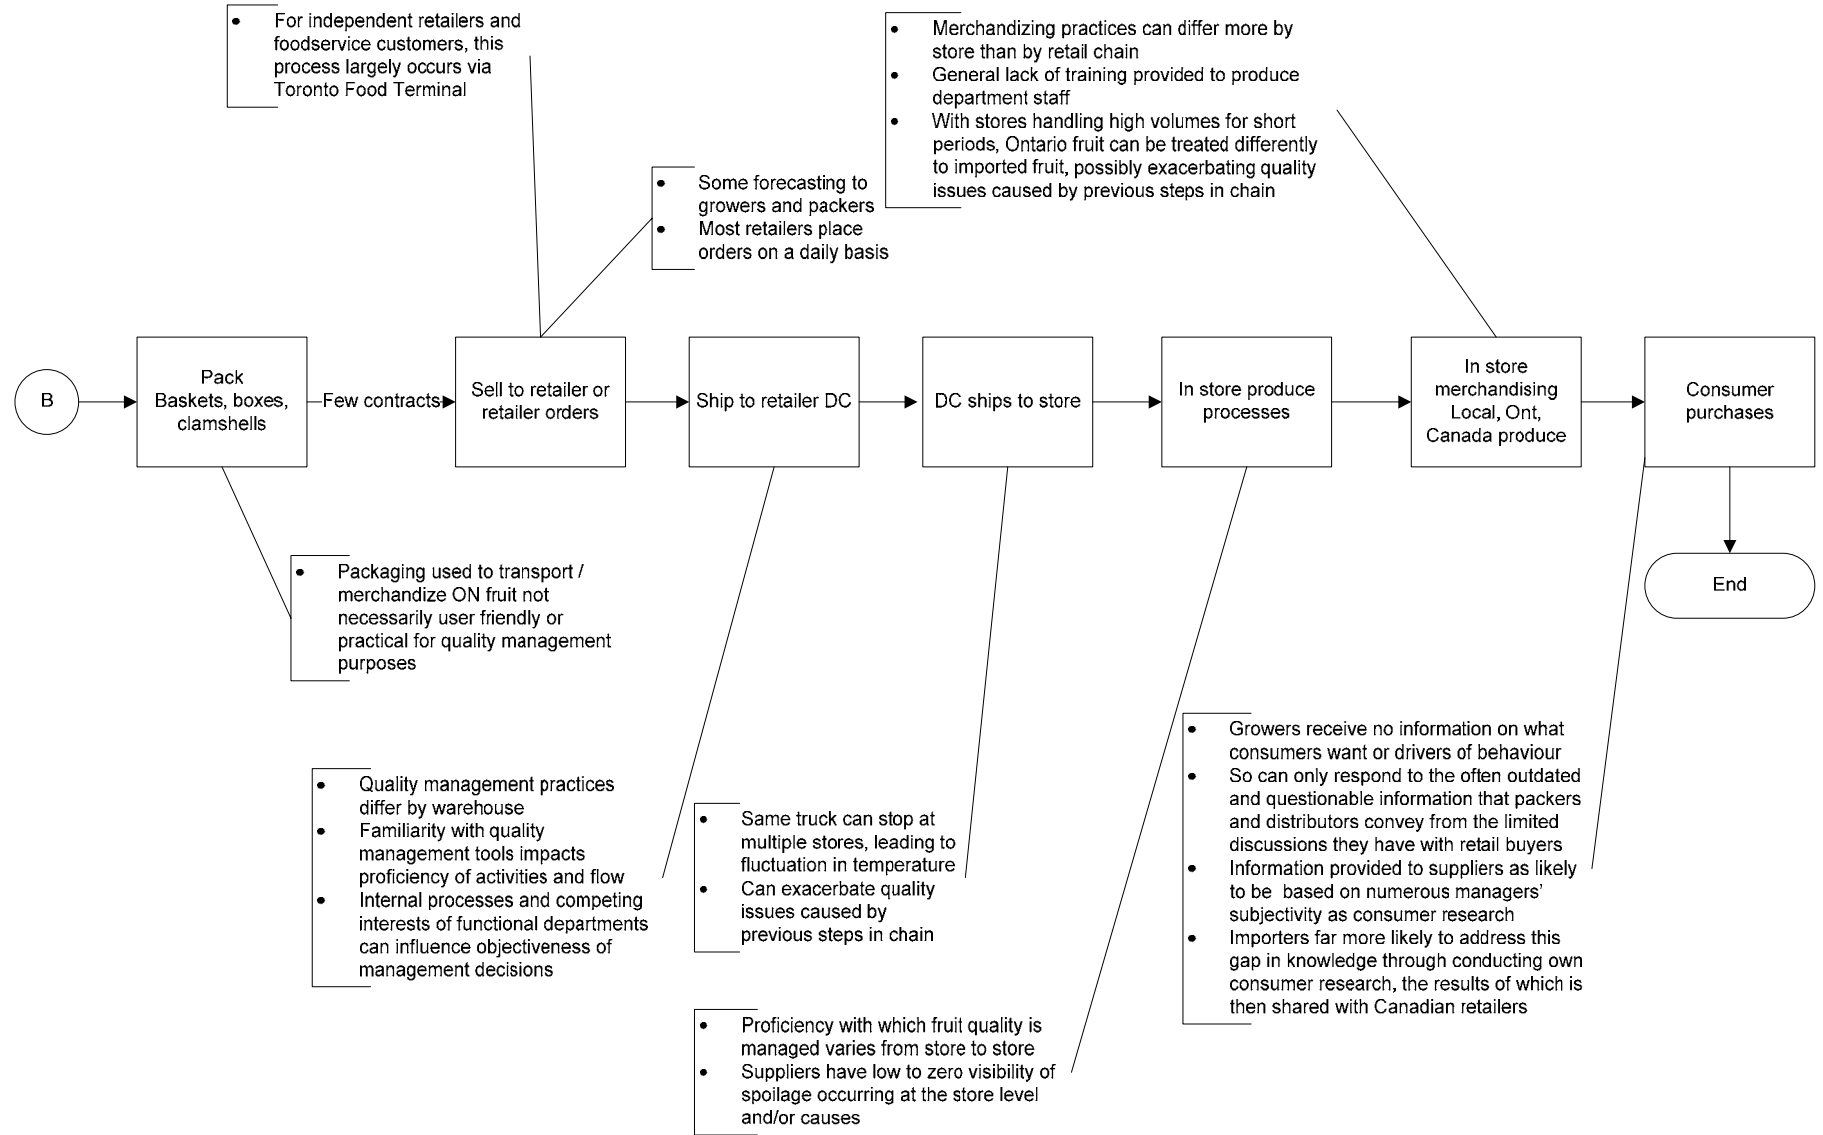 • For independent retailers and
foodservice customers, this
process largely occurs via
Toronto Food Terminal
• Merchandizing practices can differ more by
store than by retail chain
• General lack of training provided to produce
department staff
• With stores handling high volumes for short
periods, Ontario fruit can be treated differently
to imported fruit, possibly exacerbating quality
issues caused by previous steps in chain
• Some forecasting to
growers and packers
• Most retailers place
orders on a daily basis
B
Pack
Baskets, boxes,
clamshells
Few contracts
Sell to retailer or
retailer orders
Ship to retailer DC
DC ships to store
In store produce
processes
In store
merchandising
Local, Ont,
Canada produce
Consumer
purchases
End
• Packaging used to transport /
merchandize ON fruit not
necessarily user friendly or
practical for quality management
purposes
• Quality management practices
differ by warehouse
• Familiarity with quality
management tools impacts
proficiency of activities and flow
• Internal processes and competing
interests of functional departments
can influence objectiveness of
management decisions
• Same truck can stop at
multiple stores, leading to
fluctuation in temperature
• Can exacerbate quality
issues caused by
previous steps in chain
• Proficiency with which fruit quality is
managed varies from store to store
• Suppliers have low to zero visibility of
spoilage occurring at the store level
and/or causes
• Growers receive no information on what
consumers want or drivers of behaviour
• So can only respond to the often outdated
and questionable information that packers
and distributors convey from the limited
discussions they have with retail buyers
• Information provided to suppliers as likely
to be based on numerous managers'
subjectivity as consumer research
• Importers far more likely to address this
gap in knowledge through conducting own
consumer research, the results of which is
then shared with Canadian retailers